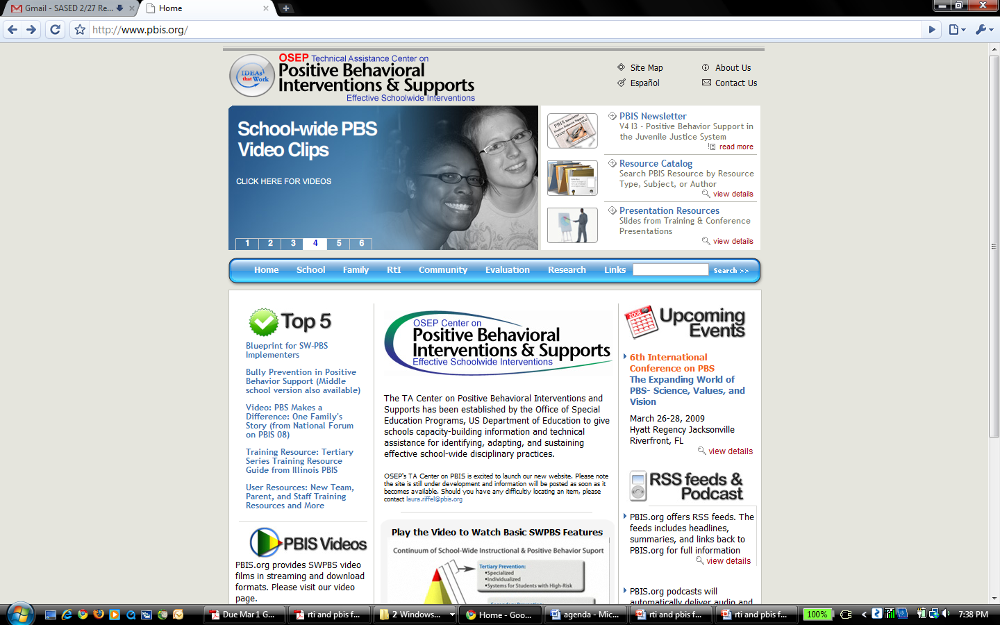 Gmail - SASED 2/27 Re...
Home
http://www.pbis.org/
IDEAs
that Work
OSEP Technical Assistance Center on
Positive Behavioral
Interventions & Supports
Effective Schoolwide Interventions
Site Map
About Us
Español
Contact Us
School-wide PBS
Video Clips
CLICK HERE FOR VIDEOS
1 2 3 4 5 6
PBIS Newsletter
V4 I3 - Positive Behavior Support in
the Juvenile Justice System
read more
Resource Catalog
Search PBIS Resource by Resource
Type, Subject, or Author
view details
Presentation Resources
Slides from Training & Conference
Presentations
view details
Home School Family RtI Community Evaluation Research Links Search >>
Top 5
Blueprint for SW-PBS
Implementers
Bully Prevention in Positive
Behavior Support (Middle
school version also available)
Video: PBS Makes a
Difference: One Family's
Story (from National Forum
on PBIS 08)
Training Resource: Tertiary
Series Training Resource
Guide from Illinois PBIS
User Resources: New Team,
Parent, and Staff Training
Resources and More
PBIS Videos
PBIS.org provides SWPBS video
films in streaming and download
formats. Please visit our video
page.
OSEP Center on
Positive Behavioral
Interventions & Supports
Effective Schoolwide Interventions
The TA Center on Positive Behavioral Interventions and
Supports has been established by the Office of Special
Education Programs, US Department of Education to give
schools capacity-building information and technical
assistance for identifying, adapting, and sustaining
effective school-wide disciplinary practices.
OSEP's TA Center on PBIS is excited to launch our new website. Please note
the site is still under development and information will be posted as soon as it
becomes available. Should you have any difficulty locating an item, please
contact laura.riffel@pbis.org
Play the Video to Watch Basic SWPBS Features
Continuum of School-Wide Instructional & Positive Behavior Suport
Tertiary Prevention:
•Specialized
•Individualized
•Systems for Students with High-Risk
2008
Upcoming
Events
6th International
Conference on PBS
The Expanding World of
PBS- Science, Values, and
Vision
March 26-28, 2009
Hyatt Regency Jacksonville
Riverfront, FL
view details
RSS feeds &
Podcast
PBIS.org offers RSS feeds. The
feeds includes headlines,
summaries, and links back to
PBIS.org for full information
view details
PBIS.org podcasts will
automatically deliver audio and
Due Mar1 G...
rti and pbis f...
2 Windows...
Home - Goo...
agenda - Mic...
rti and pbis f...
rti and pbis f...
100%
7:38 PM